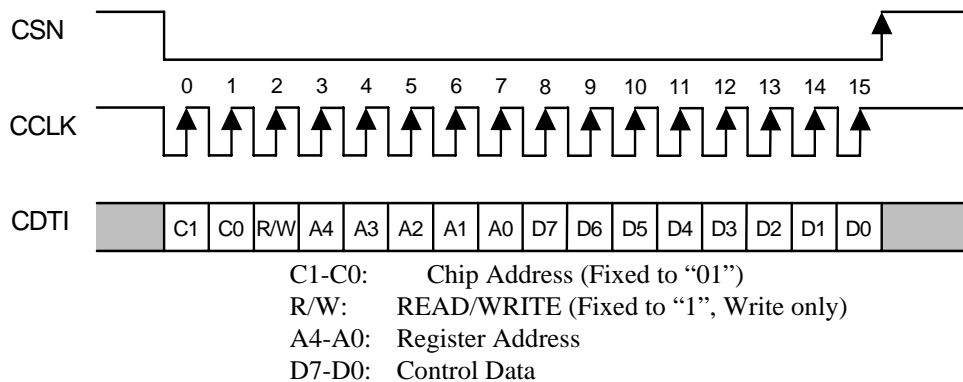 CSN
0 1 2 3 4 5 6 7 8 9 10 11 12 13 14 15
CCLK
CDTI C1 C0 R/W A4 A3 A2 A1 A0 D7 D6 D5 D4 D3 D2 D1 D0
C1-C0: Chip Address (Fixed to “01”)
R/W: READ/WRITE (Fixed to “1”, Write only)
A4-A0: Register Address
D7-D0: Control Data